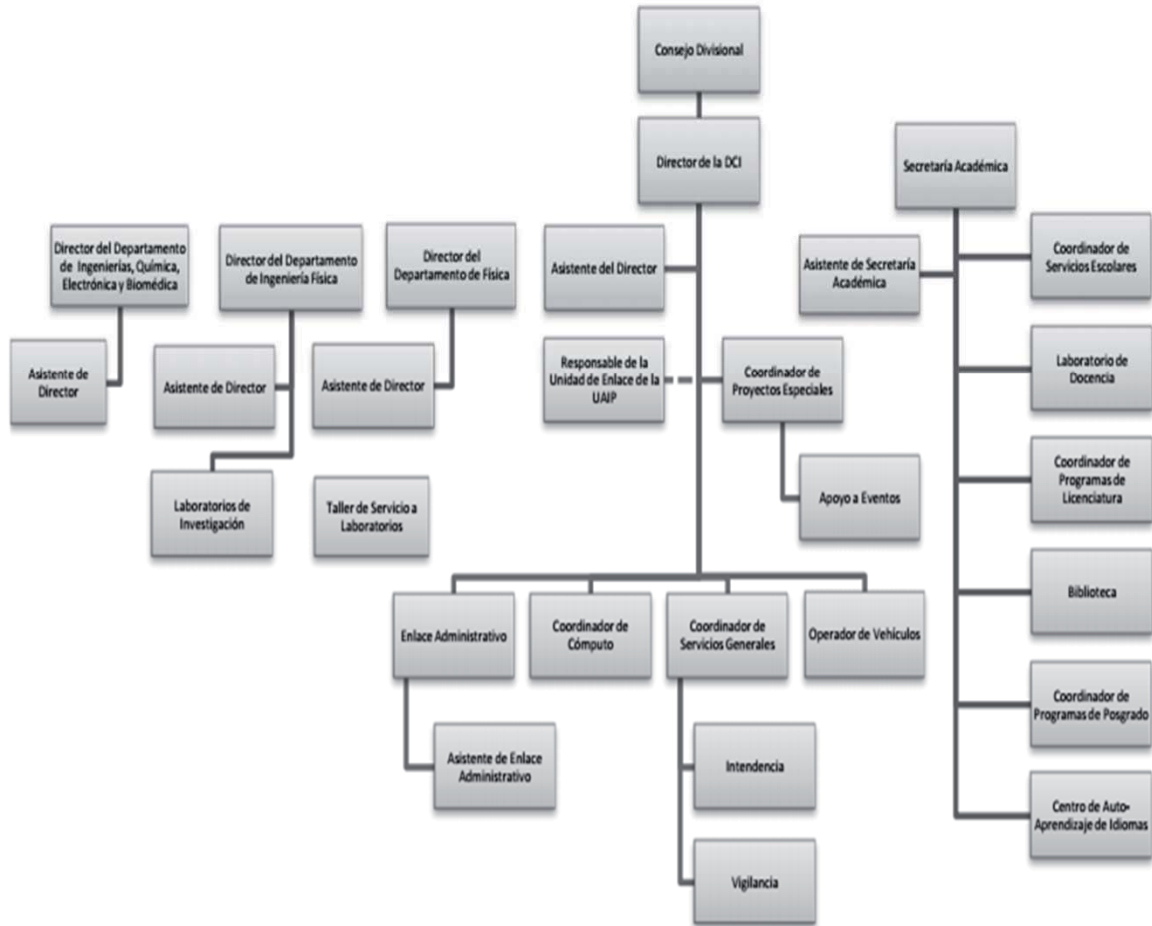 Consejo Divisional
Director de la DCI
Secretaría Académica
Director del Departamento
de Ingenierías, Química,
Electrónica y Biomédica
Director del Departamento
de Ingeniería Física
Director del
Departamento de Física
Asistente del Director
Asistente de Secretaría
Académica
Coordinador de
Servicios Escolares
Asistente de
Director
Asistente de Director
Asistente de Director
Responsable de la
Unidad de Enlace de la
UAIP
Coordinador de
Proyectos Especiales
Laboratorio de
Docencia
Laboratorios de
Investigación
Taller de Servicio a
Laboratorios
Apoyo a Eventos
Coordinador de
Programas de
Licenciatura
Enlace Administrativo
Coordinador de
Cómputo
Coordinador de
Servicios Generales
Operador de Vehículos
Biblioteca
Coordinador de
Programas de Posgrado
Asistente de Enlace
Administrativo
Intendencia
Centro de Auto-
Aprendizaje de Idiomas
Vigilancia